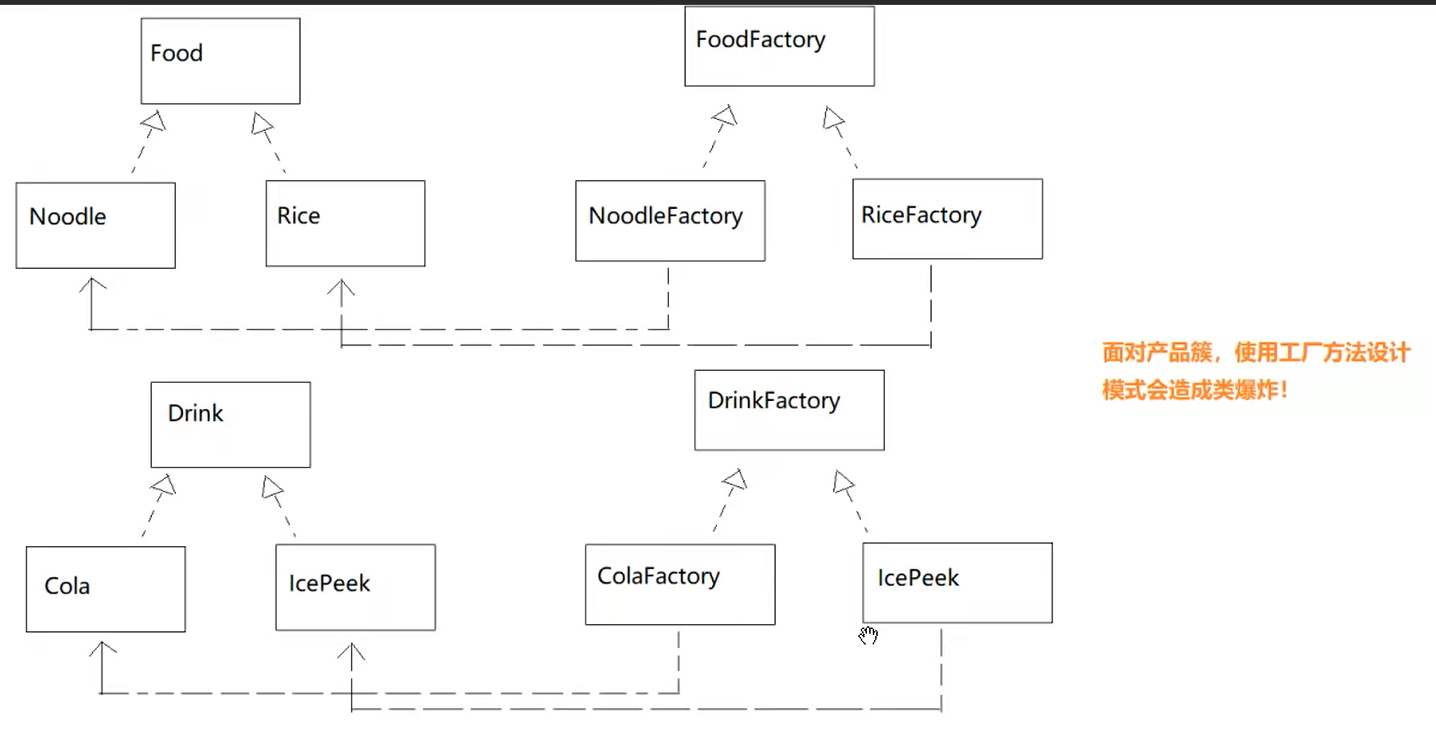 Food
FoodFactory
Noodle
Rice
NoodleFactory
RiceFactory
面对产品簇，使用工厂方法设计
模式会造成类爆炸！
Drink
DrinkFactory
Cola
IcePeek
ColaFactory
IcePeek